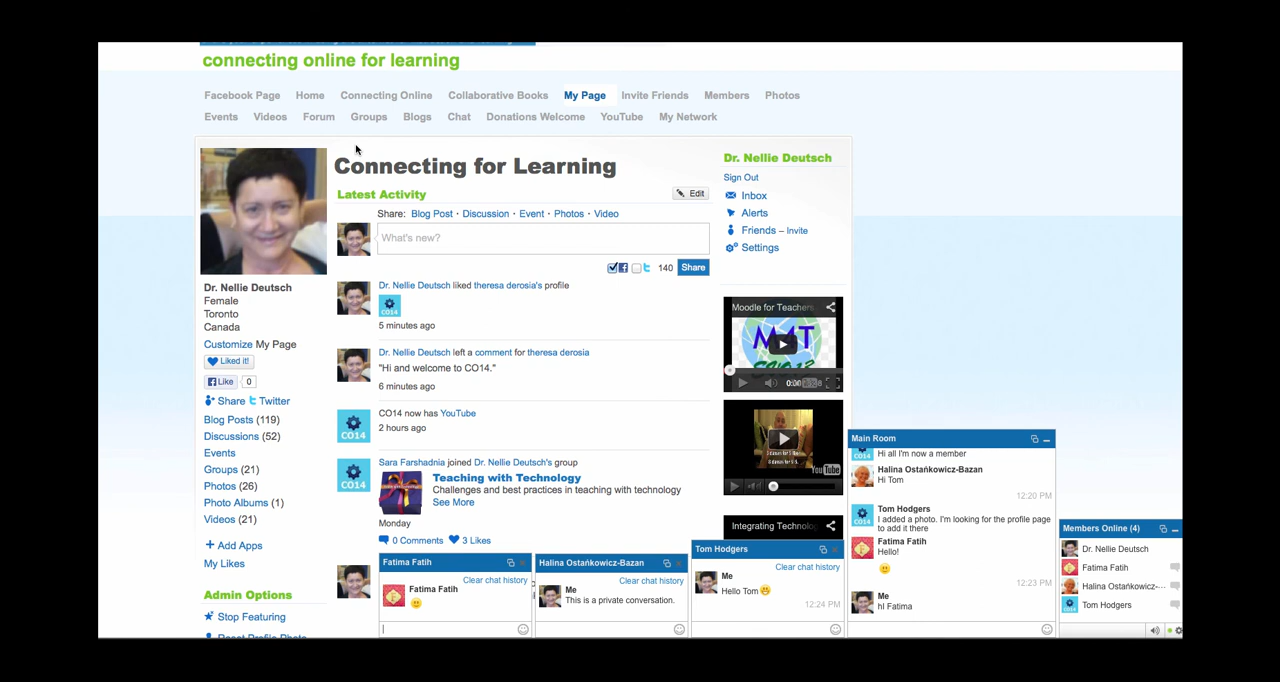 connecting online for learning
Facebook Page Home Connecting Online Collaborative Books My Page Invite Friends Members Photos
Events Videos Forum Groups Blogs Chat Donations Welcome YouTube My Network
Dr. Nellie Deutsch
Female
Toronto
Canada
Customize My Page
Liked it!
Like 0
Share Twitter
Blog Posts (119)
Discussions (52)
Events
Groups (21)
Photos (26)
Photo Albums (1)
Videos (21)
+ Add Apps
My Likes
Admin Options
Stop Featuring
Reset Profile Photo
Connecting for Learning
Latest Activity
Edit
Share: Blog Post · Discussion · Event · Photos · Video
What's new?
140 Share
Dr. Nellie Deutsch liked theresa derosia's profile
CO14
5 minutes ago
Dr. Nellie Deutsch left a comment for theresa derosia
"Hi and welcome to CO14."
6 minutes ago
CO14
CO14 now has YouTube
2 hours ago
CO14
Sara Farshadnia joined Dr. Nellie Deutsch's group
Teaching with Technology
Challenges and best practices in teaching with technology
See More
Monday
0 Comments 3 Likes
Dr. Nellie Deutsch
Sign Out
Inbox
Alerts
Friends – Invite
Settings
Moodle for Teachers
M4T
YouTube
Integrating Technolo
Fatima Fatih
Clear chat history
Fatima Fatih
Halina Ostańkowicz-Bazan
Clear chat history
Me
This is a private conversation.
Tom Hodgers
Clear chat history
Me
Hello Tom
12:24 PM
Main Room
Hi all I'm now a member
Halina Ostańkowicz-Bazan
Hi Tom
12:20 PM
Tom Hodgers
I added a photo. I'm looking for the profile page
to add it there
Fatima Fatih
Hello!
12:23 PM
Me
hI Fatima
Members Online (4)
Dr. Nellie Deutsch
Fatima Fatih
Halina Ostańkowicz-...
Tom Hodgers